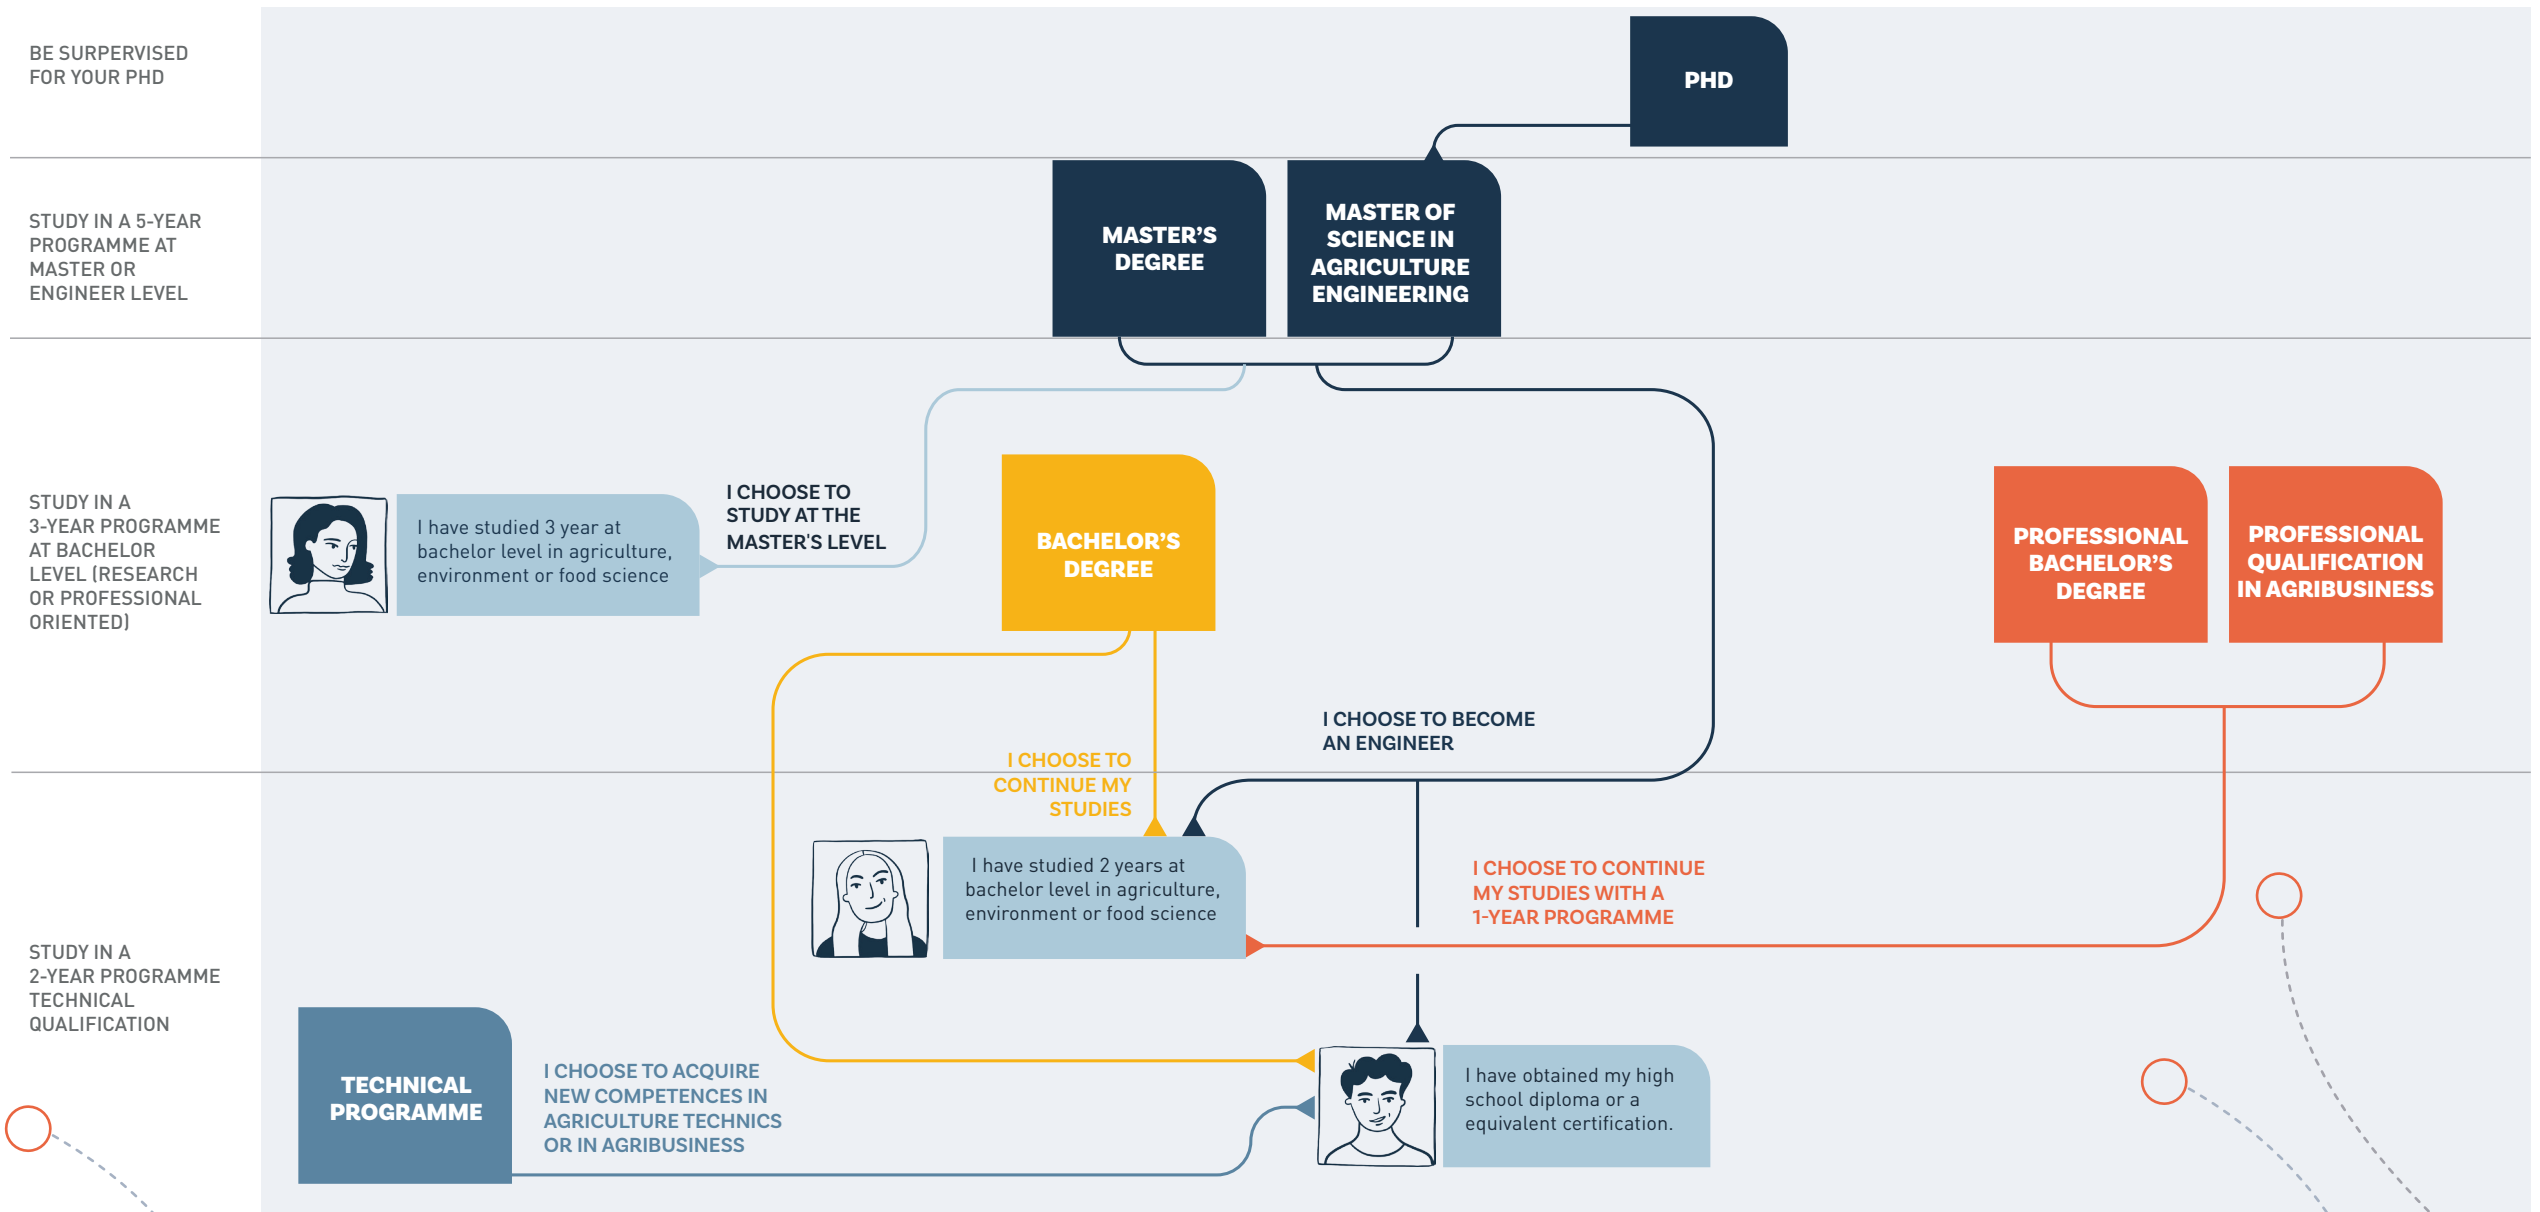 BE SURPERVISED
FOR YOUR PHD
PHD
STUDY IN A 5-YEAR
PROGRAMME AT
MASTER OR
ENGINEER LEVEL
MASTER’S
DEGREE
MASTER OF
SCIENCE IN
AGRICULTURE
ENGINEERING
STUDY IN A
3-YEAR PROGRAMME
AT BACHELOR
LEVEL (RESEARCH
OR PROFESSIONAL
ORIENTED)
I have studied 3 year at
bachelor level in agriculture,
environment or food science
I CHOOSE TO
STUDY AT THE
MASTER'S LEVEL
BACHELOR’S
DEGREE
PROFESSIONAL
BACHELOR’S
DEGREE
PROFESSIONAL
QUALIFICATION
IN AGRIBUSINESS
I CHOOSE TO BECOME
AN ENGINEER
I CHOOSE TO
CONTINUE MY
STUDIES
I have studied 2 years at
bachelor level in agriculture,
environment or food science
I CHOOSE TO CONTINUE
MY STUDIES WITH A
1-YEAR PROGRAMME
STUDY IN A
2-YEAR PROGRAMME
TECHNICAL
QUALIFICATION
TECHNICAL
PROGRAMME
I CHOOSE TO ACQUIRE
NEW COMPETENCES IN
AGRICULTURE TECHNICS
OR IN AGRIBUSINESS
I have obtained my high
school diploma or a
equivalent certification.